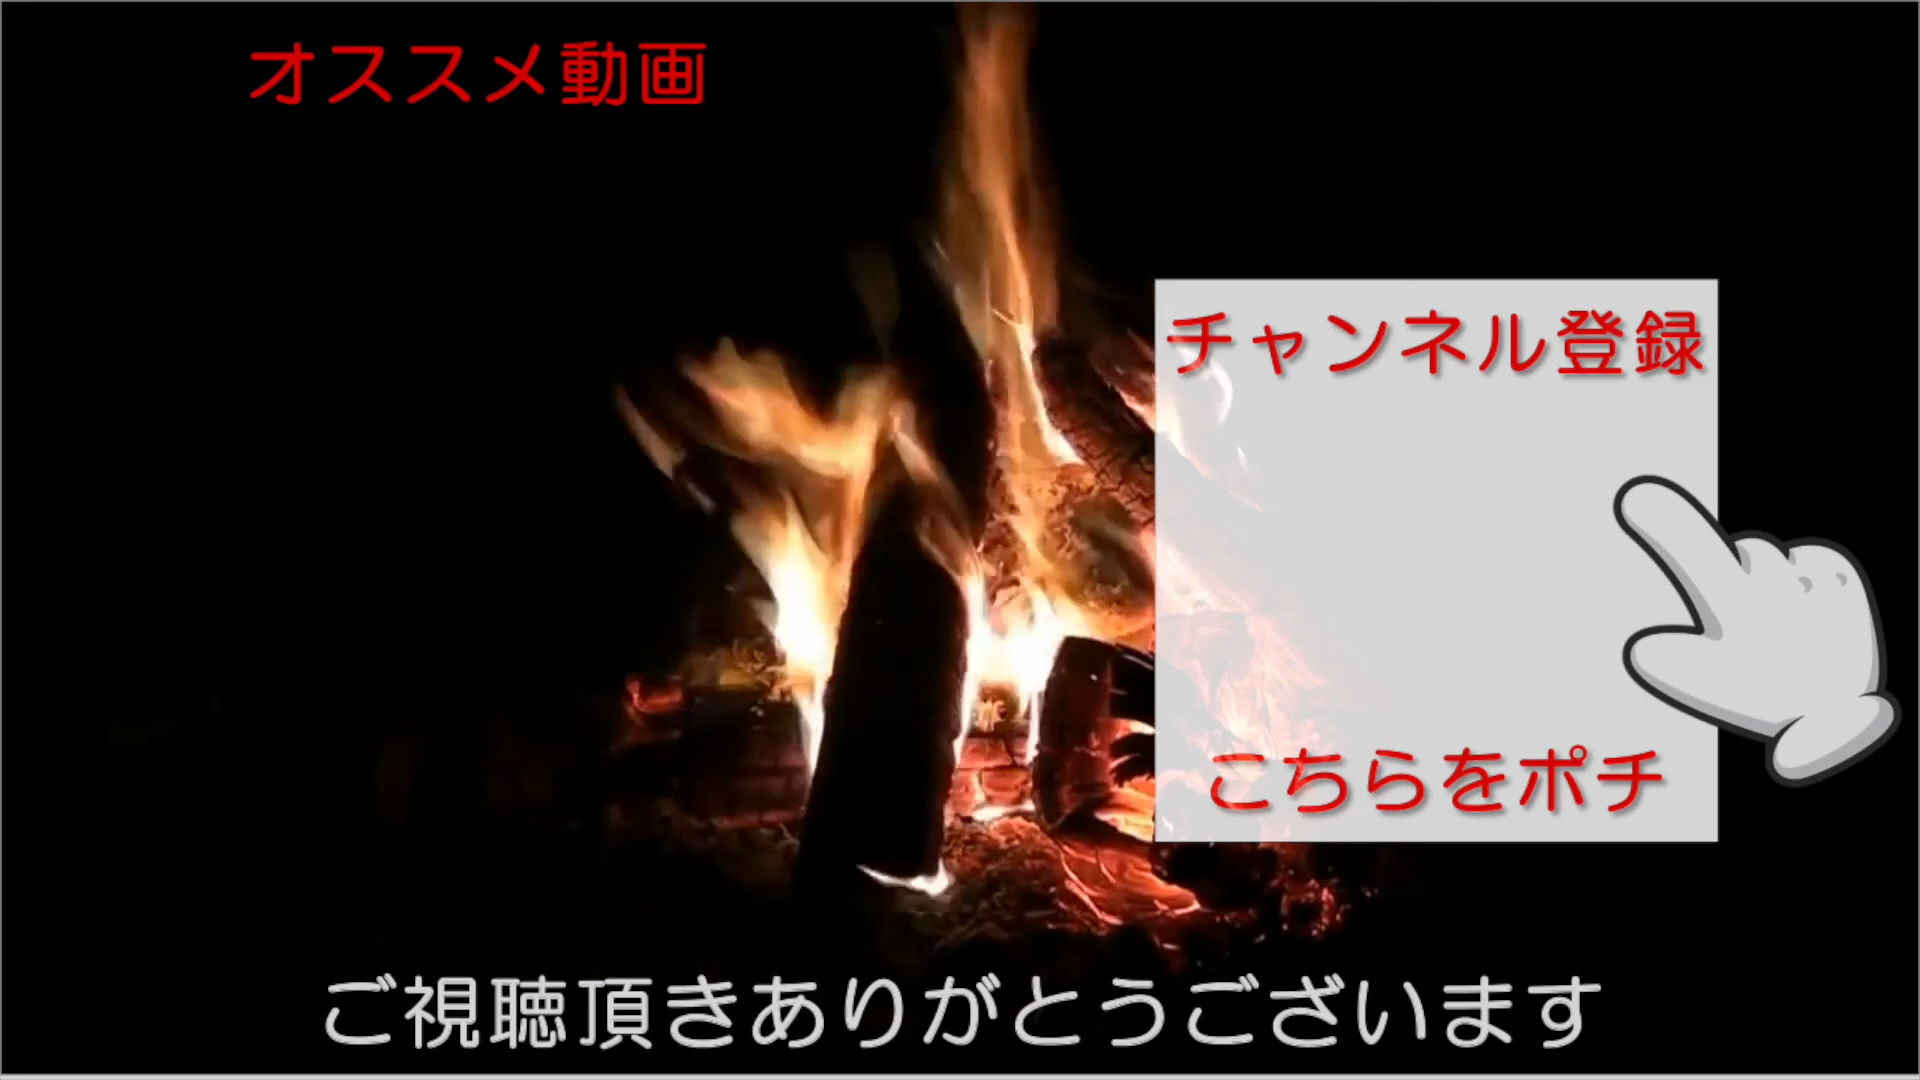 オススメ動画
チャンネル登録
こちらをポチ
ご視聴頂きありがとうございます